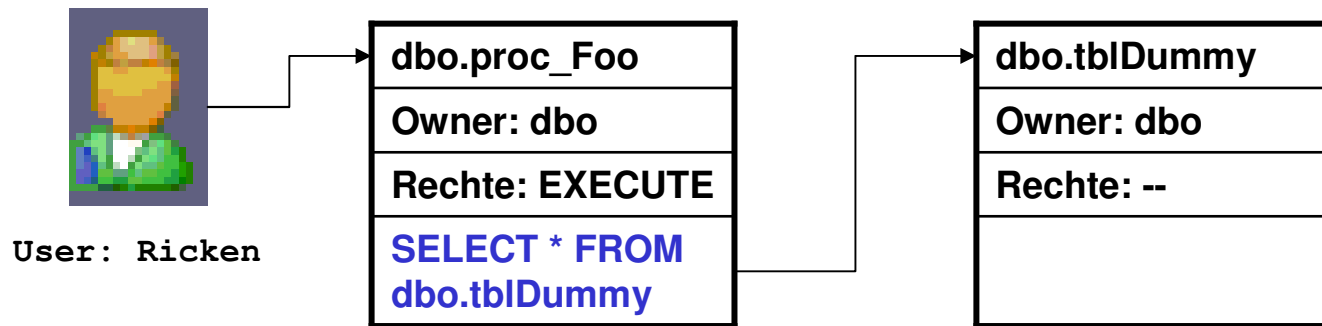 User: Ricken
dbo.proc_Foo
Owner: dbo
Rechte: EXECUTE
SELECT * FROM
dbo.tblDummy
dbo.tblDummy
Owner: dbo
Rechte: --